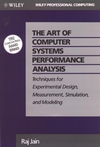 WILEY
WILEY PROFESSIONAL COMPUTING
THE ART OF
COMPUTER
SYSTEMS
PERFORMANCE
ANALYSIS
Techniques for
Experimental Design,
Measurement, Simulation,
and Modeling
Raj Jain